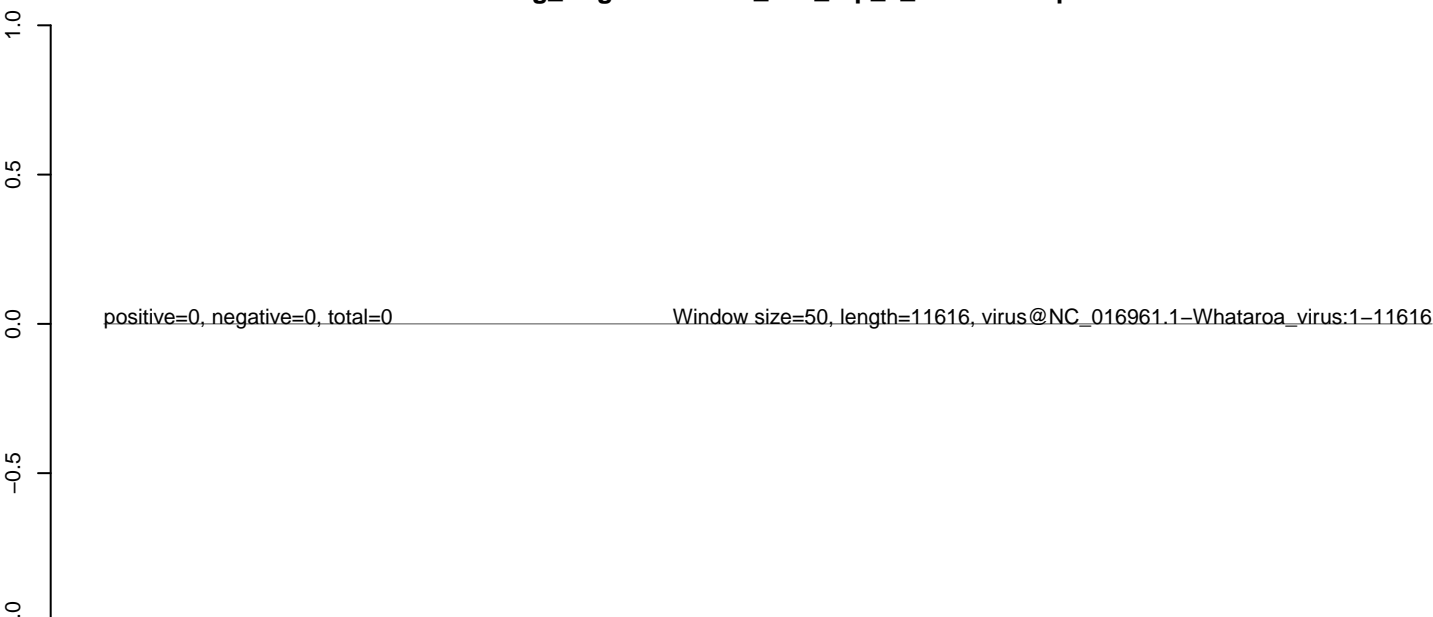 1.0
0.5
0.0
positive=0, negative=0, total=0
Window size=50, length=11616, virus@NC_016961.1−Whataroa_virus:1−11616
−0.5